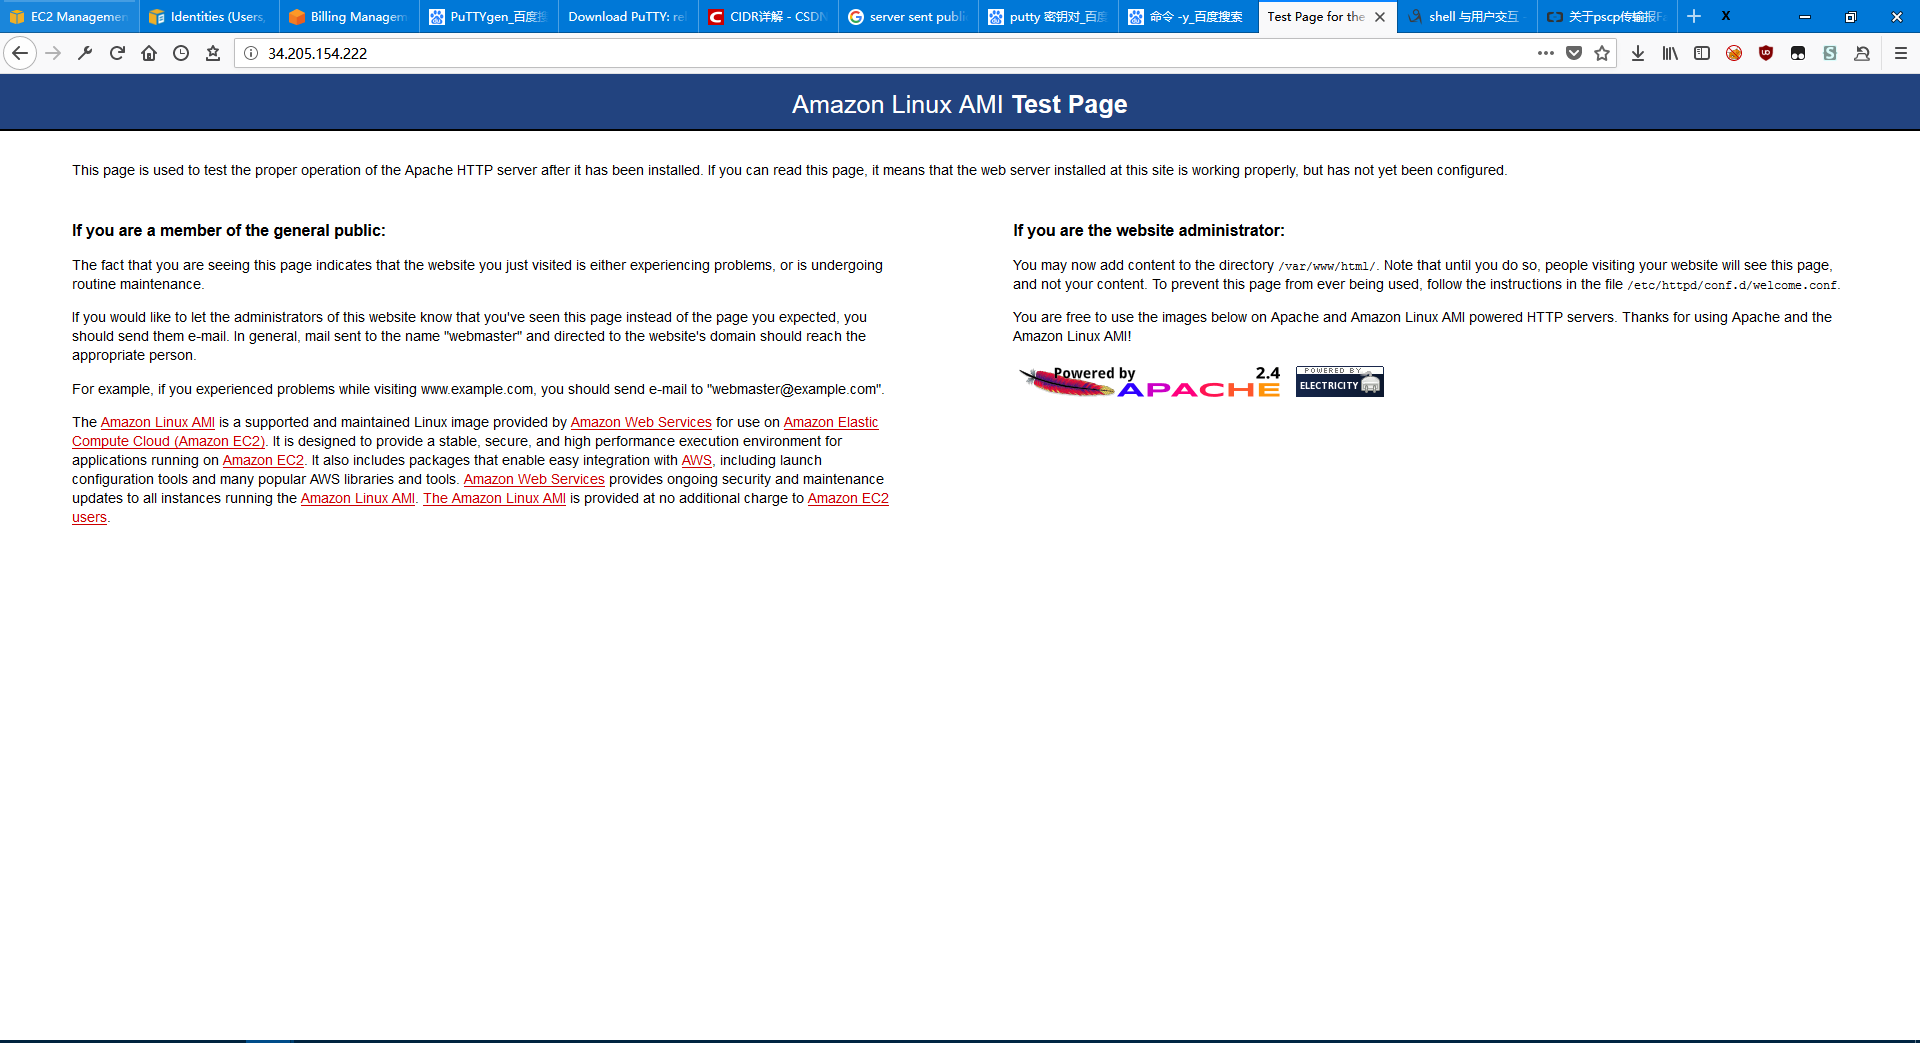 EC2 Managemen
Identities (Users,
Billing Managem
PuTTYgen_百度搜
Download PuTTY: rel
CIDR详解 - CSDN
server sent publi
putty 密钥对_百度
命令 -y_百度搜索
Test Page for the
shell 与用户交互 -
关于pscp传输报Fa
X
34.205.154.222
Amazon Linux AMI Test Page
This page is used to test the proper operation of the Apache HTTP server after it has been installed. If you can read this page, it means that the web server installed at this site is working properly, but has not yet been configured.
If you are a member of the general public:
The fact that you are seeing this page indicates that the website you just visited is either experiencing problems, or is undergoing
routine maintenance.
If you would like to let the administrators of this website know that you've seen this page instead of the page you expected, you
should send them e-mail. In general, mail sent to the name "webmaster" and directed to the website's domain should reach the
appropriate person.
For example, if you experienced problems while visiting www.example.com, you should send e-mail to "webmaster@example.com".
The Amazon Linux AMI is a supported and maintained Linux image provided by Amazon Web Services for use on Amazon Elastic
Compute Cloud (Amazon EC2). It is designed to provide a stable, secure, and high performance execution environment for
applications running on Amazon EC2. It also includes packages that enable easy integration with AWS, including launch
configuration tools and many popular AWS libraries and tools. Amazon Web Services provides ongoing security and maintenance
updates to all instances running the Amazon Linux AMI. The Amazon Linux AMI is provided at no additional charge to Amazon EC2
users.
If you are the website administrator:
You may now add content to the directory /var/www/html/. Note that until you do so, people visiting your website will see this page,
and not your content. To prevent this page from ever being used, follow the instructions in the file /etc/httpd/conf.d/welcome.conf.
You are free to use the images below on Apache and Amazon Linux AMI powered HTTP servers. Thanks for using Apache and the
Amazon Linux AMI!
Powered by 2.4
APACHE
POWERED BY
ELECTRICITY